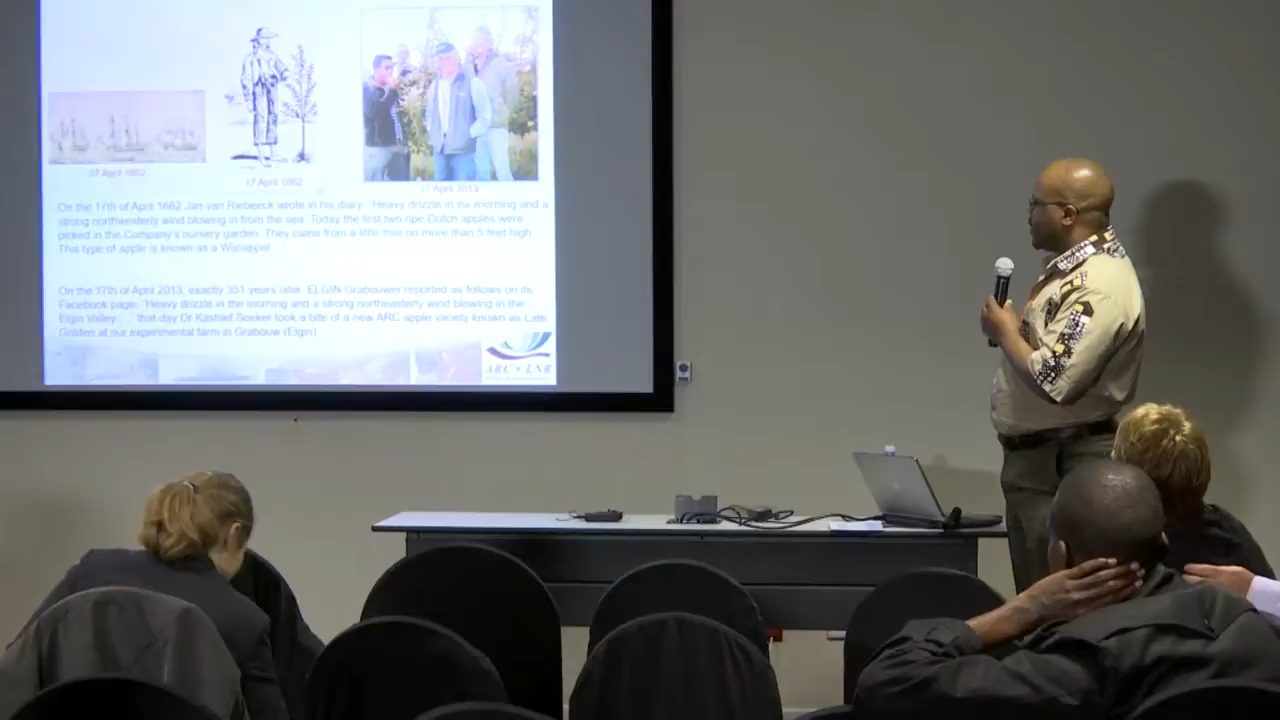 07 April 1652
17 April 1662
17 April 2013
On the 17th of April 1662 Jan van Riebeeck wrote in his diary: "Heavy drizzle in the morning and a
strong northwesterly wind blowing in from the sea. Today the first two ripe Dutch apples were
picked in the Company's nursery garden. They came from a little tree no more than 5 feet high.
This type of apple is known as a Wijnappel
On the 17th of April 2013, exactly 351 years later, ELGIN Grabouwer reported as follows on its
Facebook page: "Heavy drizzle in the morning and a strong northeasterly wind blowing in the
Elgin Valley... " that day Dr Kashief Soeker took a bite of a new ARC apple variety known as Late
Golden at our experimental farm in Grabouw (Elgin).
ARC • LNR